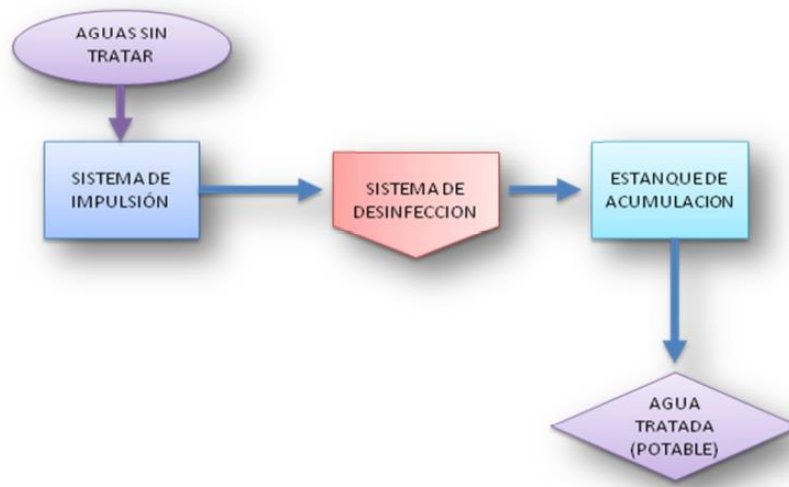 AGUAS SIN
TRATAR
SISTEMA DE
IMPULSIÓN
SISTEMA DE
DESINFECCION
ESTANQUE DE
ACUMULACION
AGUA
TRATADA
(POTABLE)